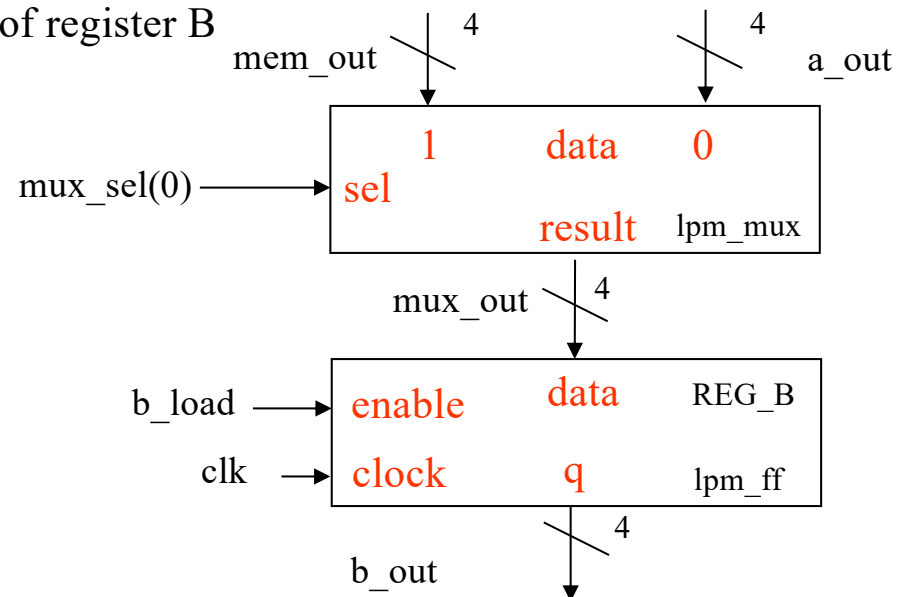 of register B
4
4
mem_out
a_out
1 data 0
mux_sel(0)
sel
result lpm_mux
mux_out
4
b_load
enable data REG_B
clk
clock q lpm_ff
4
b_out